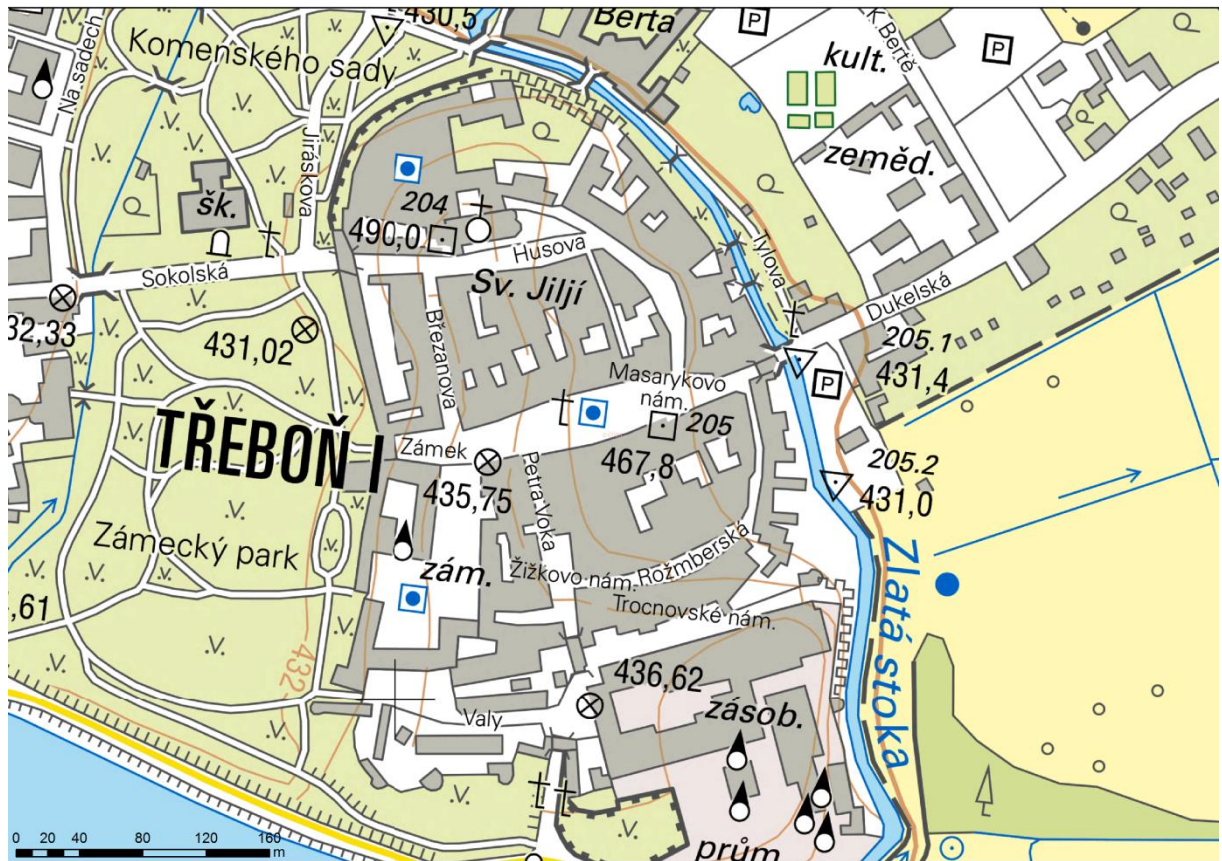 430,5
Berta
P
K Bertě
P
Komenského sady
Na sadech
kult.
Jiráskova
zeměd.
šk.
204
490,0
Husova
Tylova
Sokolská
Sv. Jiljí
Dukelská
32,33
431,02
Březanova
205.1
431,4
Masarykovo
nám.
P
205
TŘEBOŇ I
Zámek
467,8
205.2
431,0
435,75
Petra Voka
Zámecký park
zám.
Žižkovo nám.
Rožmberská
Trocnovské nám.
,61
Zlatá stoka
432
436,62
zásob.
Valy
prům
0 20 40 80 120 160
m